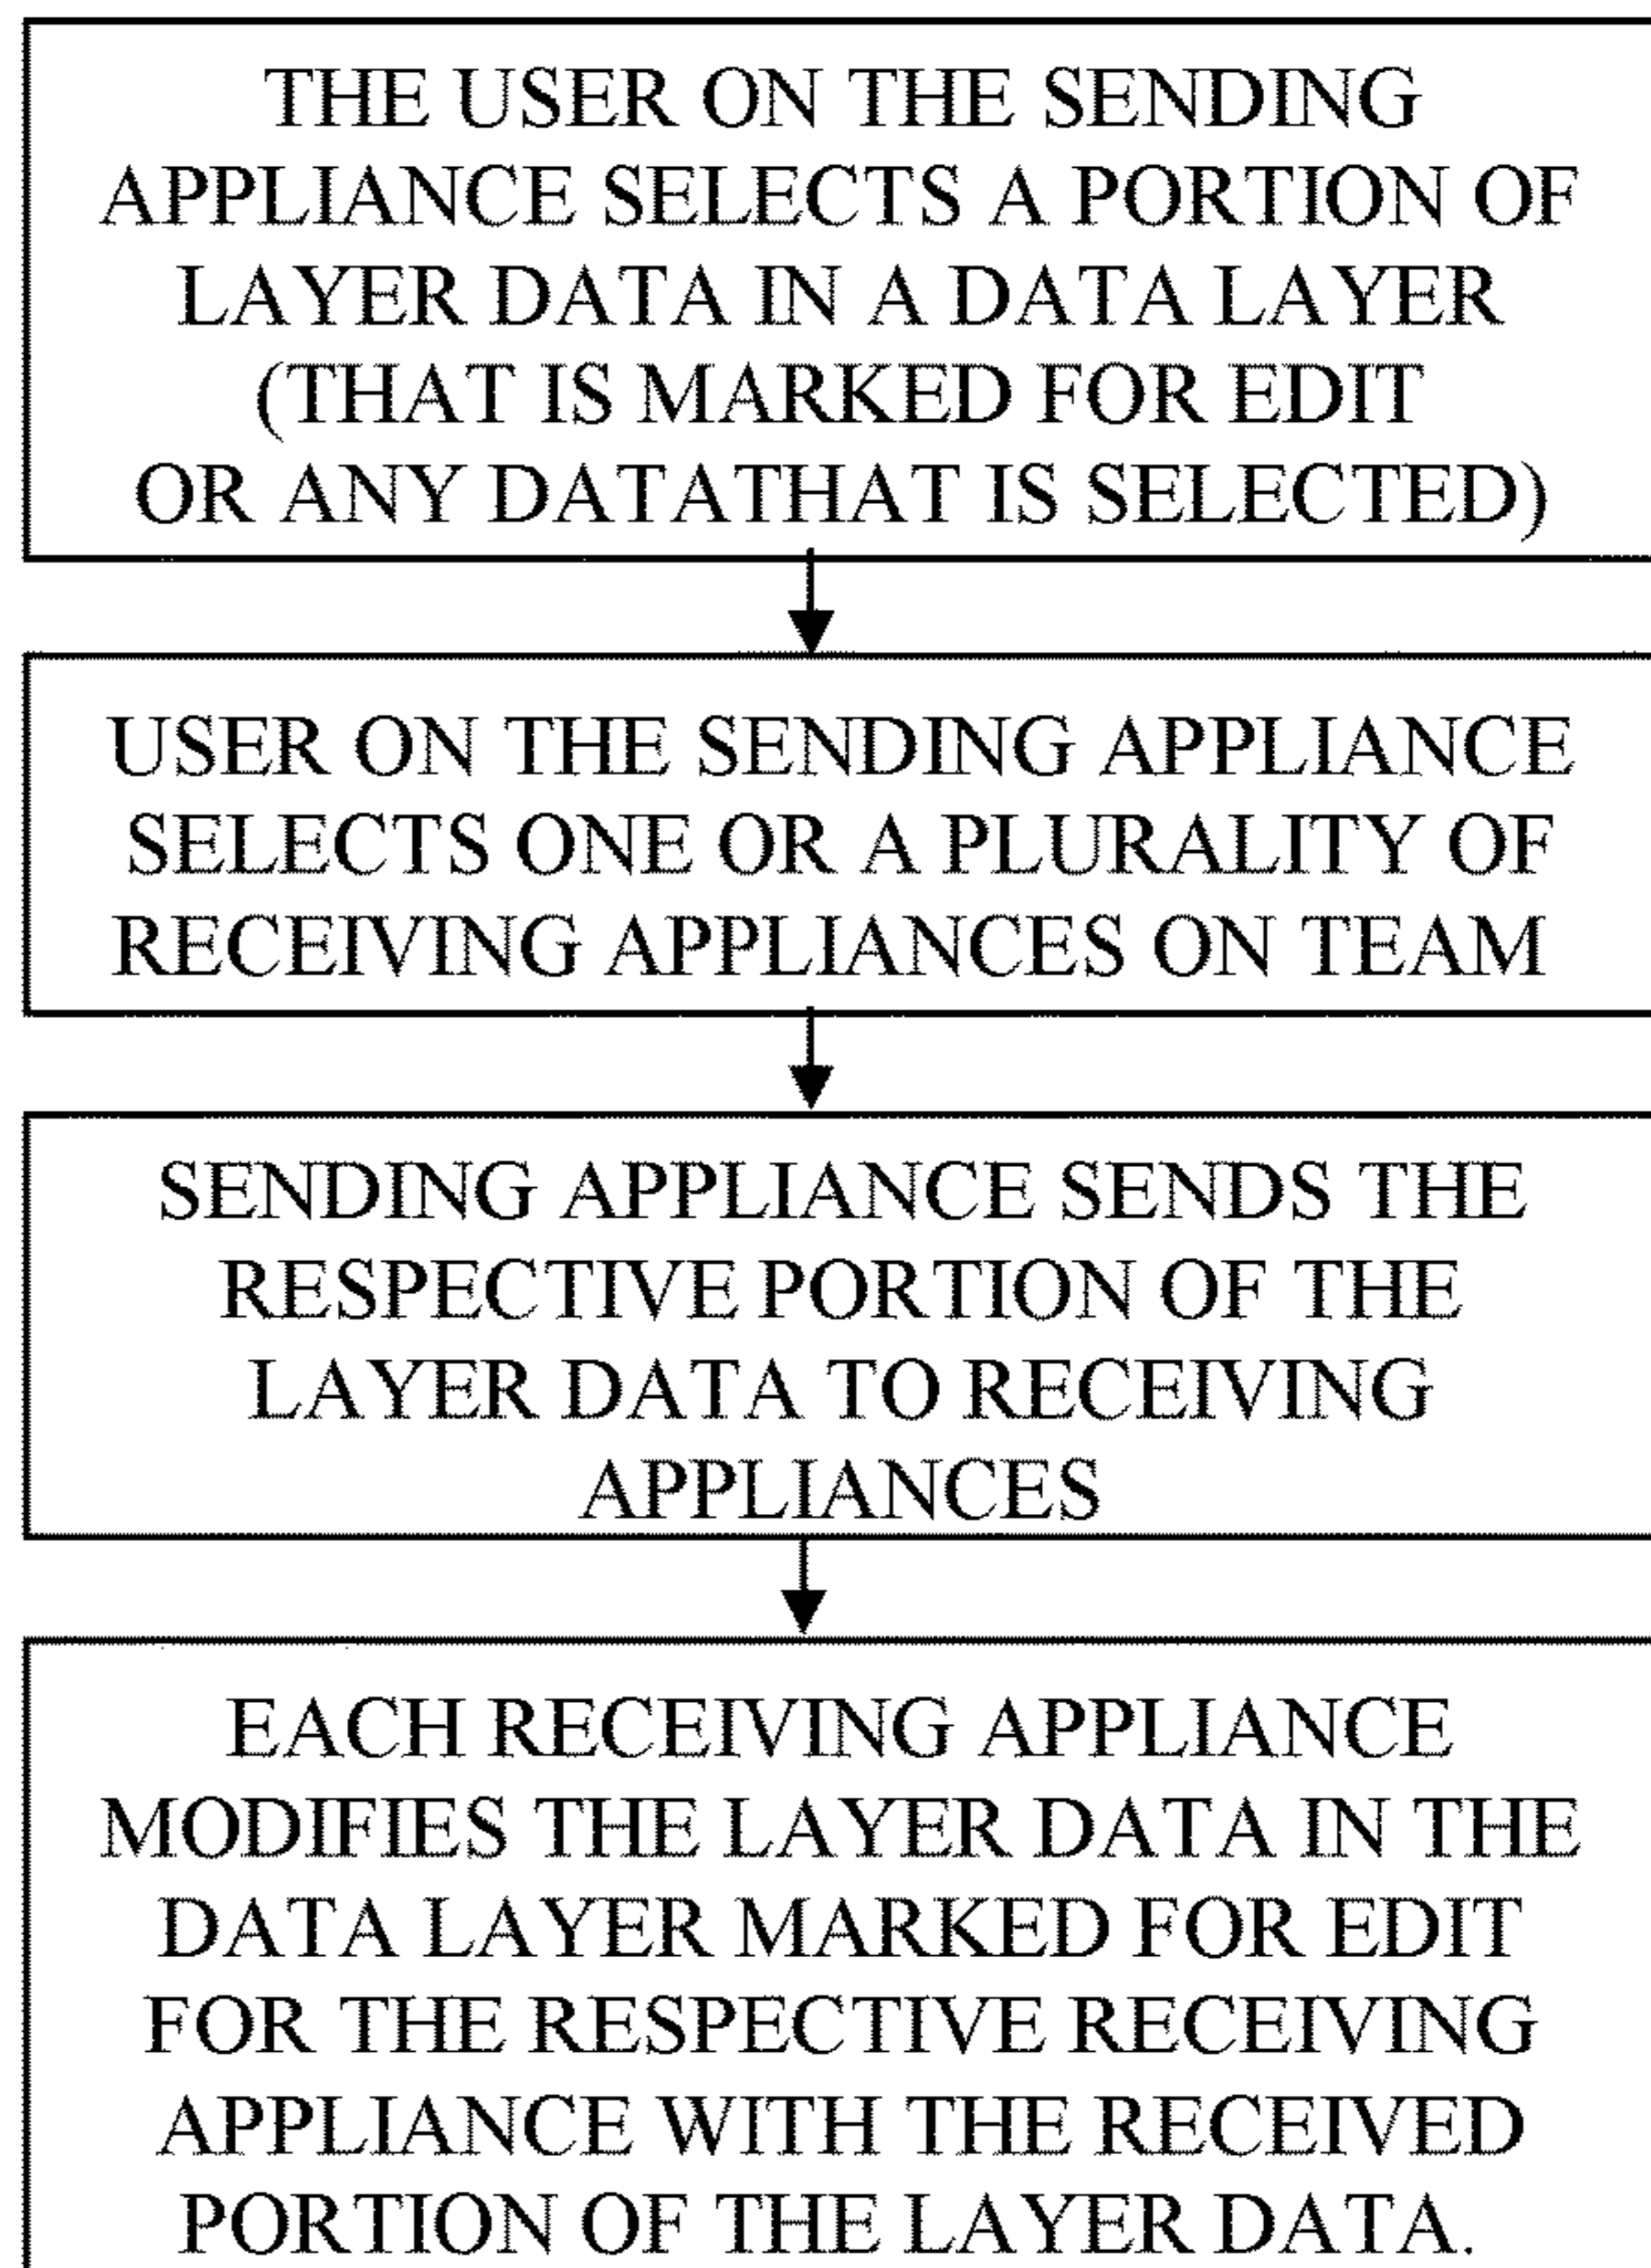 THE USER ON THE SENDING
APPLIANCE SELECTS A PORTION OF
LAYER DATA IN A DATA LAYER
(THAT IS MARKED FOR EDIT
OR ANY DATATHAT IS SELECTED)
USER ON THE SENDING APPLIANCE
SELECTS ONE OR A PLURALITY OF
RECEIVING APPLIANCES ON TEAM
SENDING APPLIANCE SENDS THE
RESPECTIVE PORTION OF THE
LAYER DATA TO RECEIVING
APPLIANCES
EACH RECEIVING APPLIANCE
MODIFIES THE LAYER DATA IN THE
DATA LAYER MARKED FOR EDIT
FOR THE RESPECTIVE RECEIVING
APPLIANCE WITH THE RECEIVED
PORTION OF THE LAYER DATA.